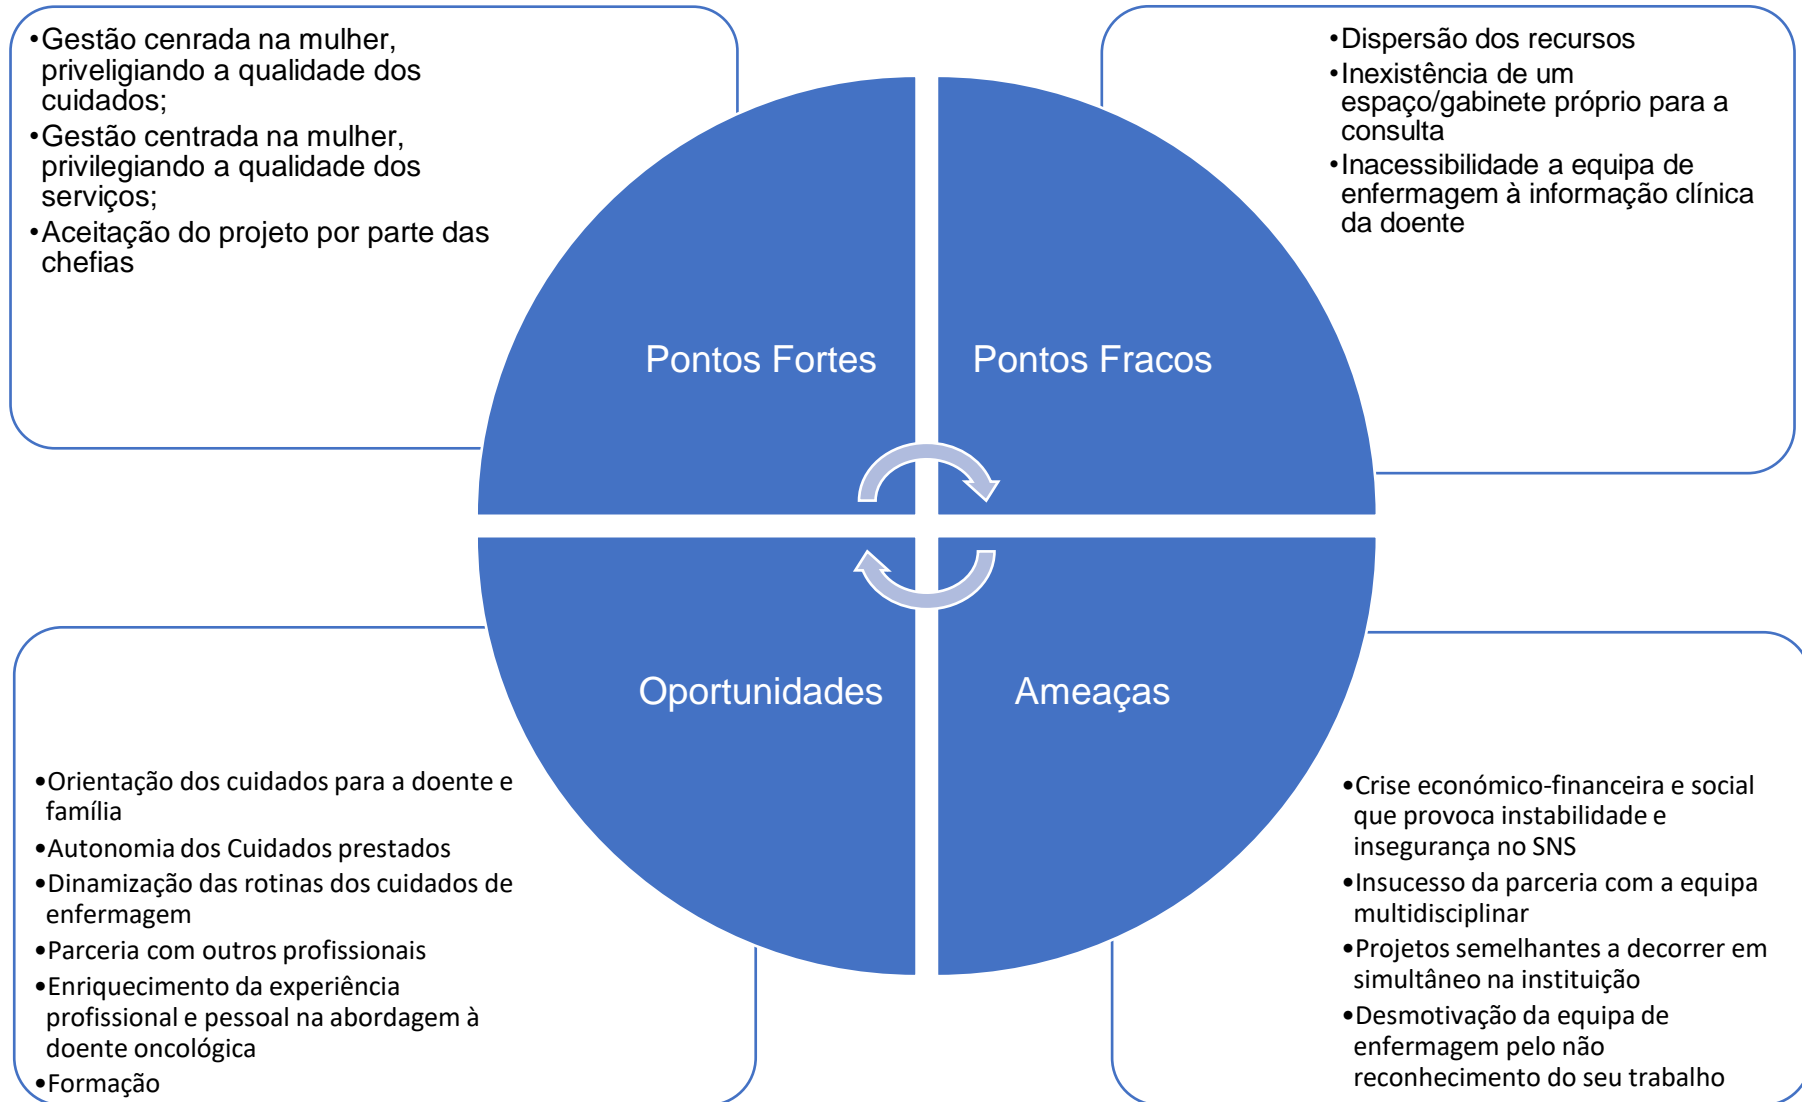 •Gestão cenrada na mulher,
priveligiando a qualidade dos
cuidados;
•Gestão centrada na mulher,
privilegiando a qualidade dos
serviços;
•Aceitação do projeto por parte das
chefias
•Dispersão dos recursos
•Inexistência de um
espaço/gabinete próprio para a
consulta
•Inacessibilidade a equipa de
enfermagem à informação clínica
da doente
Pontos Fortes
Pontos Fracos
Oportunidades
Ameaças
•Orientação dos cuidados para a doente e
família
•Autonomia dos Cuidados prestados
•Dinamização das rotinas dos cuidados de
enfermagem
•Parceria com outros profissionais
•Enriquecimento da experiência
profissional e pessoal na abordagem à
doente oncológica
•Formação
•Crise económico-financeira e social
que provoca instabilidade e
insegurança no SNS
•Insucesso da parceria com a equipa
multidisciplinar
•Projetos semelhantes a decorrer em
simultâneo na instituição
•Desmotivação da equipa de
enfermagem pelo não
reconhecimento do seu trabalho